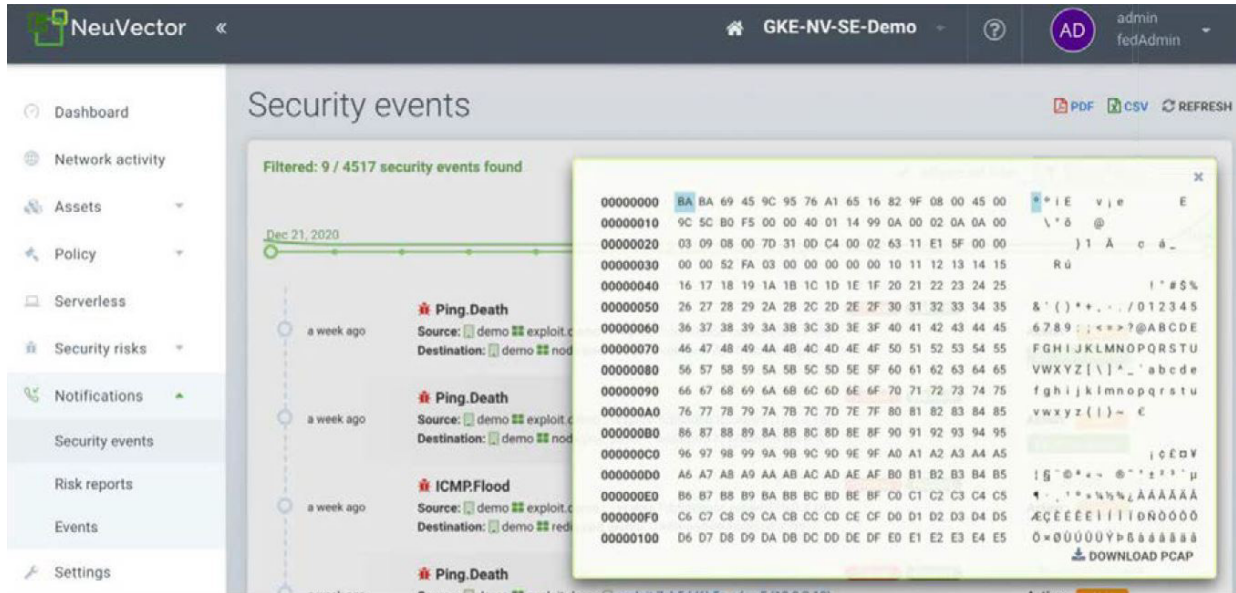 NeuVector «
GKE-NV-SE-Demo
?
AD
admin
fedAdmin
Dashboard
Network activity
Assets
Policy
Serverless
Security risks
Notifications
Security events
Risk reports
Events
Settings
Security events
PDF CSV REFRESH
Filtered: 9 / 4517 security events found
Dec 21, 2020
a week ago
Ping.Death
Source: demo exploit.
Destination: demo nod
a week ago
Ping.Death
Source: demo exploit.
Destination: demo nod
a week ago
ICMP.Flood
Source: demo exploit.
Destination: demo red
Ping.Death
×
00000000 BA BA 69 45 9C 95 76 A1 65 16 82 9F 08 00 45 00
00000010 9C 5C B0 F5 00 00 40 01 14 99 0A 00 02 0A 0A 00
00000020 03 09 08 00 7D 31 0D C4 00 02 63 11 E1 5F 00 00
00000030 00 00 52 FA 03 00 00 00 00 00 10 11 12 13 14 15
00000040 16 17 18 19 1A 1B 1C 1D 1E 1F 20 21 22 23 24 25
00000050 26 27 28 29 2A 2B 2C 2D 2E 2F 30 31 32 33 34 35
00000060 36 37 38 39 3A 3B 3C 3D 3E 3F 40 41 42 43 44 45
00000070 46 47 48 49 4A 4B 4C 4D 4E 4F 50 51 52 53 54 55
00000080 56 57 58 59 5A 5B 5C 5D 5E 5F 60 61 62 63 64 65
00000090 66 67 68 69 6A 6B 6C 6D 6E 6F 70 71 72 73 74 75
000000A0 76 77 78 79 7A 7B 7C 7D 7E 7F 80 81 82 83 84 85
000000B0 86 87 88 89 8A 8B 8C 8D 8E 8F 90 91 92 93 94 95
000000C0 96 97 98 99 9A 9B 9C 9D 9E 9F A0 A1 A2 A3 A4 A5
000000D0 A6 A7 A8 A9 AA AB AC AD AE AF B0 B1 B2 B3 B4 B5
000000E0 B6 B7 B8 B9 BA BB BC BD BE BF C0 C1 C2 C3 C4 C5
000000F0 C6 C7 C8 C9 CA CB CC CD CE CF D0 D1 D2 D3 D4 D5
00000100 D6 D7 D8 D9 DA DB DC DD DE DF E0 E1 E2 E3 E4 E5
! " # $ %
& ' ( ) * + , - . / 0 1 2 3 4 5
6 7 8 9 : ; < = > ? @ A B C D E
F G H I J K L M N O P Q R S T U
V W X Y Z [ \ ] ^ _ ` a b c d e
f g h i j k l m n o p q r s t u
v w x y z { | } ~ €
DOWNLOAD PCAP